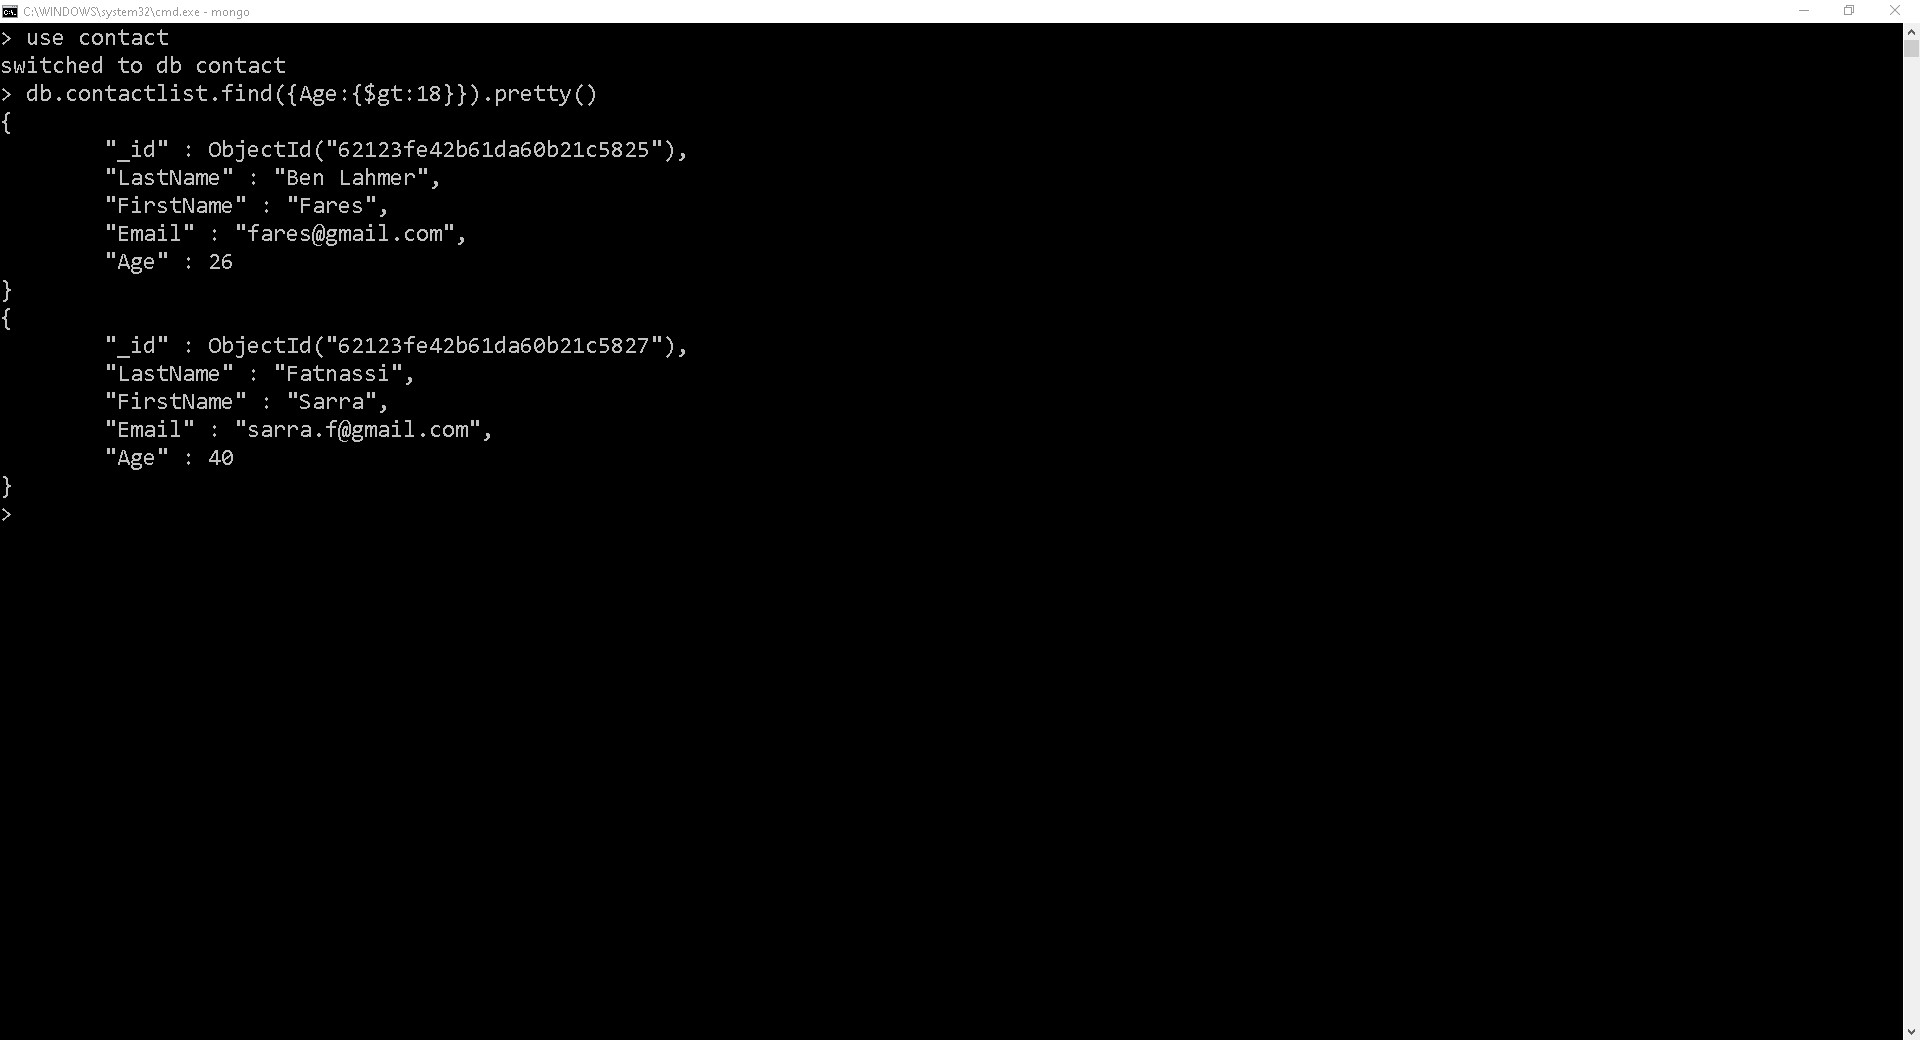 C:\WINDOWS\system32\cmd.exe - mongo
> use contact
switched to db contact
> db.contactlist.find({Age:{$gt:18}}).pretty()
{
        "_id" : ObjectId("62123fe42b61da60b21c5825"),
        "LastName" : "Ben Lahmer",
        "FirstName" : "Fares",
        "Email" : "fares@gmail.com",
        "Age" : 26
}
{
        "_id" : ObjectId("62123fe42b61da60b21c5827"),
        "LastName" : "Fatnassi",
        "FirstName" : "Sarra",
        "Email" : "sarra.f@gmail.com",
        "Age" : 40
}
>